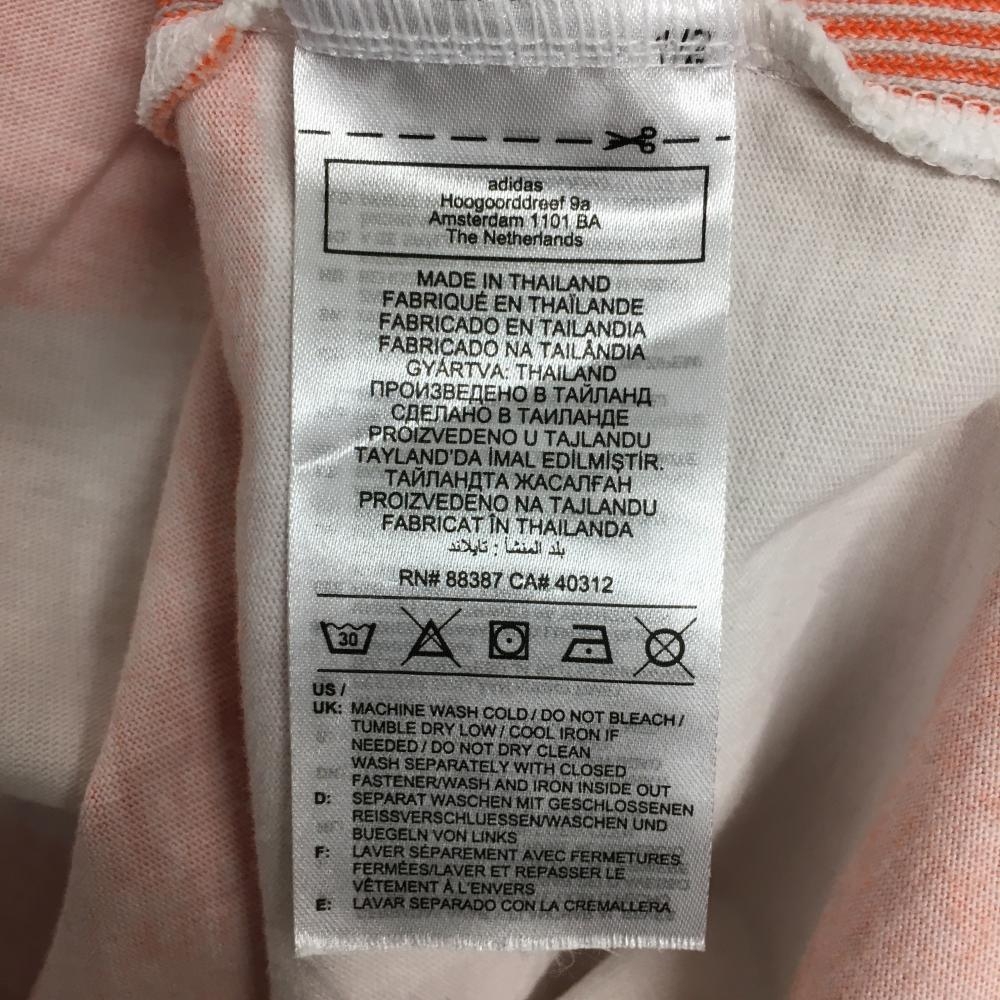 adidas
Hoogoorddreef 9a
Amsterdam 1101 BA
The Netherlands
MADE IN THAILAND
FABRIQUÉ EN THAÏLANDE
FABRICADO EN TAILANDIA
FABRICADO NA TAILÂNDIA
GYÁRTVA: THAILAND
ПРОИЗВЕДЕНО В ТАЙЛАНД
СДЕЛАНО В ТАИЛАНДЕ
PROIZVEDENO U TAJLANDU
TAYLAND'DA İMAL EDİLMİŞTİR.
ТАЙЛАНДТА ЖАСАЛҒАН
PROIZVEDENO NA TAJLANDU
FABRICAT ÎN THAILANDA
بلد المنشأ : تايلاند
RN# 88387 CA# 40312
30
US /
UK: MACHINE WASH COLD / DO NOT BLEACH /
TUMBLE DRY LOW / COOL IRON IF
NEEDED / DO NOT DRY CLEAN
WASH SEPARATELY WITH CLOSED
FASTENER/WASH AND IRON INSIDE OUT
D: SEPARAT WASCHEN MIT GESCHLOSSENEN
REISSVERSCHLUESSEN/WASCHEN UND
BUEGELN VON LINKS
F: LAVER SÉPAREMENT AVEC FERMETURES
FERMÉES/LAVER ET REPASSER LE
VÊTEMENT À L'ENVERS
E: LAVAR SEPARADO CON LA CREMALLERA